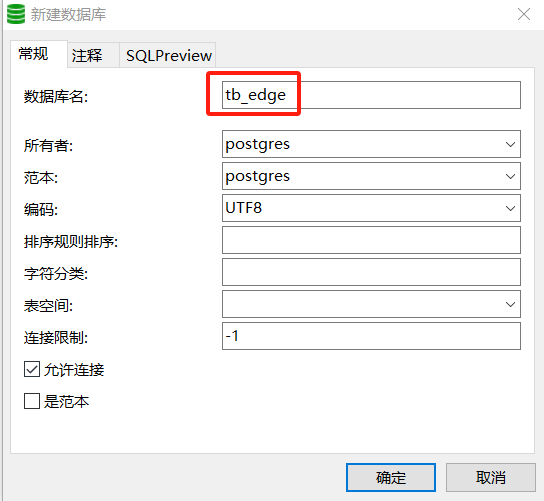 新建数据库
常规 注释 SQLPreview
数据库名: tb_edge
所有者: postgres
范本: postgres
编码: UTF8
排序规则排序:
字符分类:
表空间:
连接限制: -1
允许连接
是范本
确定 取消